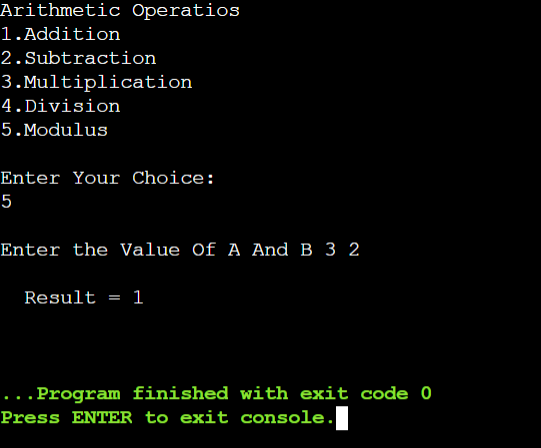 Arithmetic Operatios
1.Addition
2.Subtraction
3.Multiplication
4.Division
5.Modulus
Enter Your Choice:
5
Enter the Value Of A And B 3 2
Result = 1
...Program finished with exit code 0
Press ENTER to exit console.